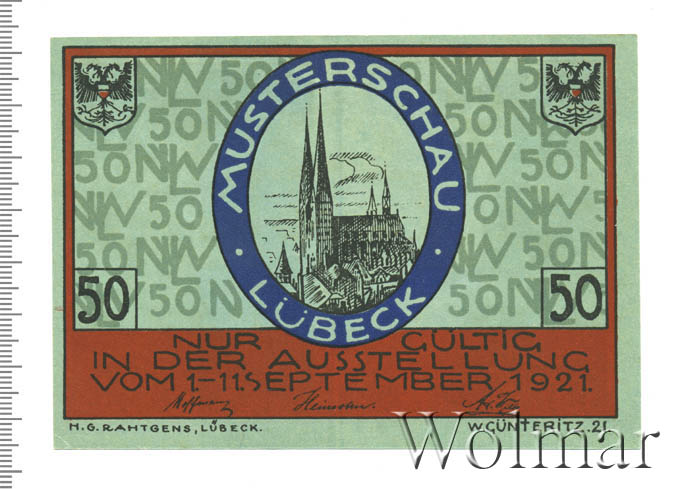 MUSTERSCHAU
LÜBECK
50
50
NUR GÜLTIG
IN DER AUSSTELLUNG
VOM 1-11. SEPTEMBER 1921.
H.G. RAHTGENS, LÜBECK.
W. GÜNTERITZ. 21
Wolmar